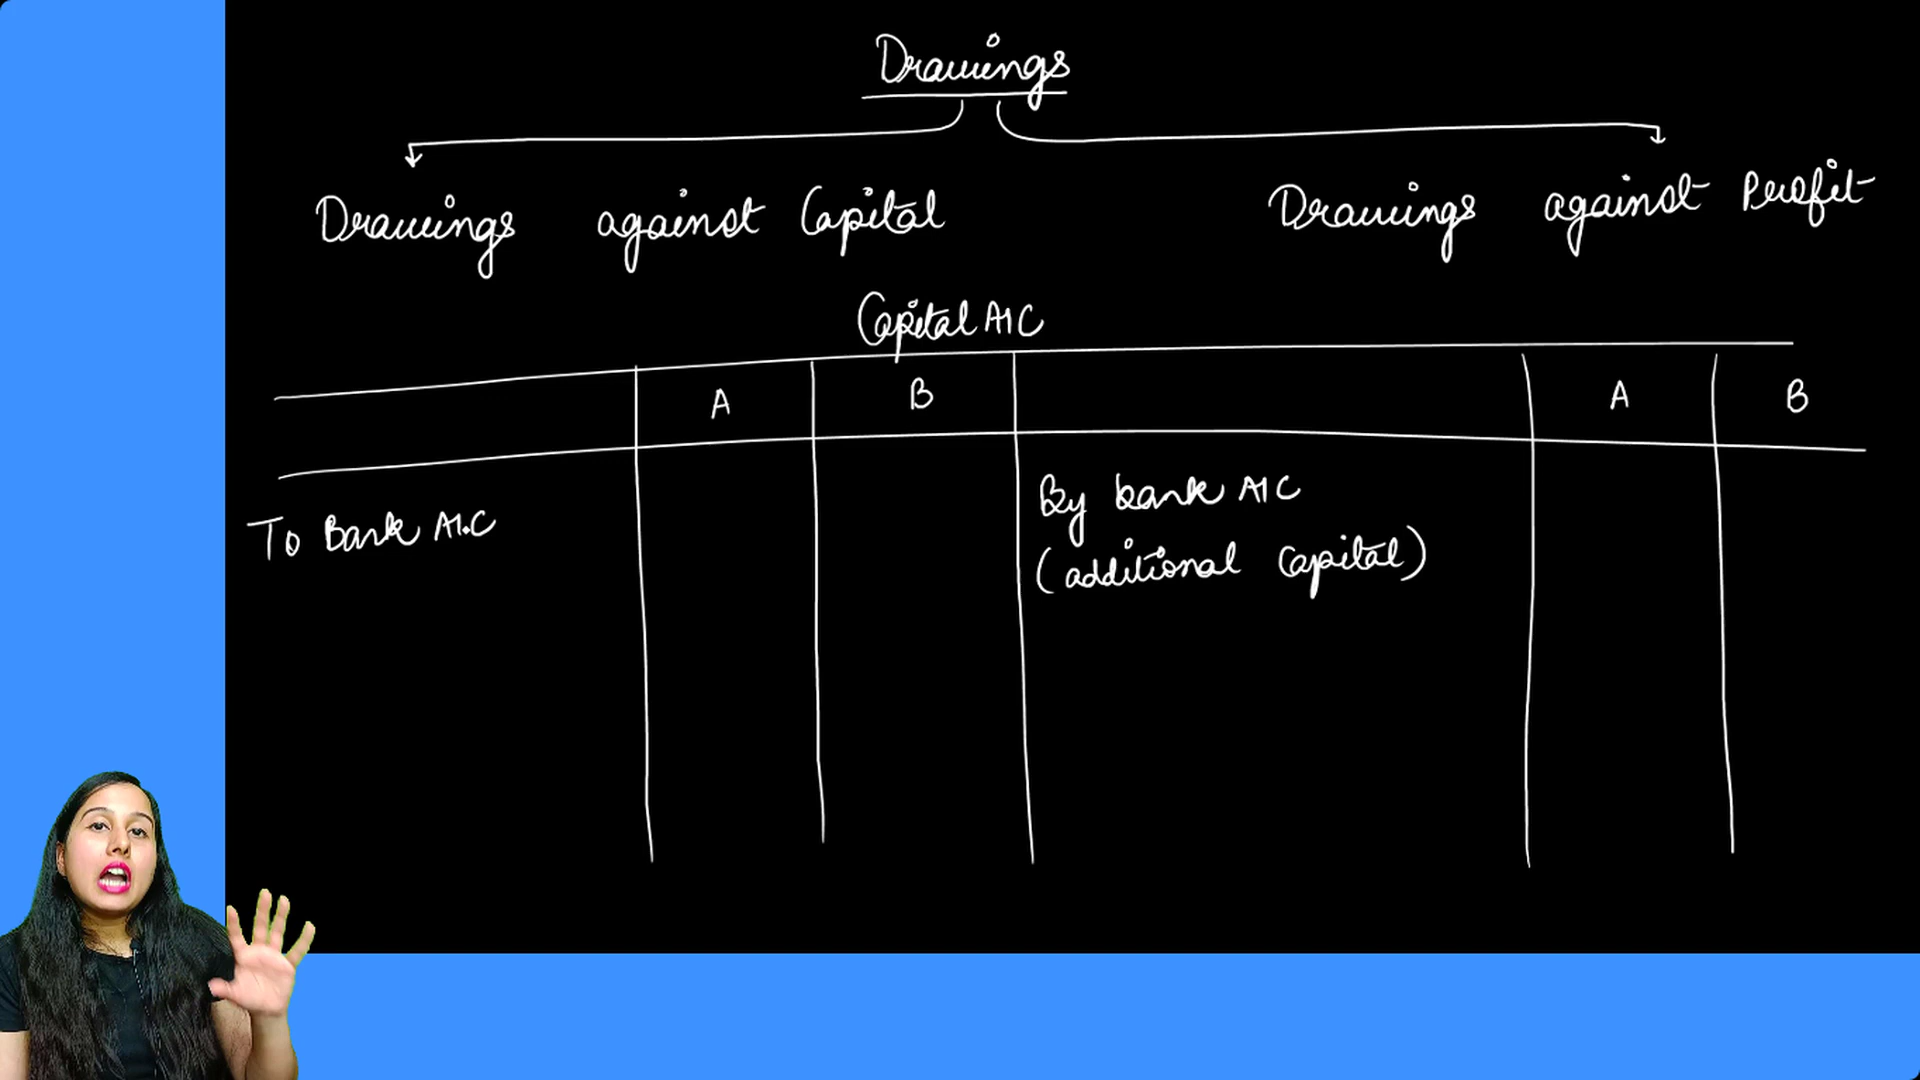 Drawings
Drawings against Capital
Drawings against Profit
Capital A/C
A B A B
To Bank A/.C
By bank A/C
(additional Capital)